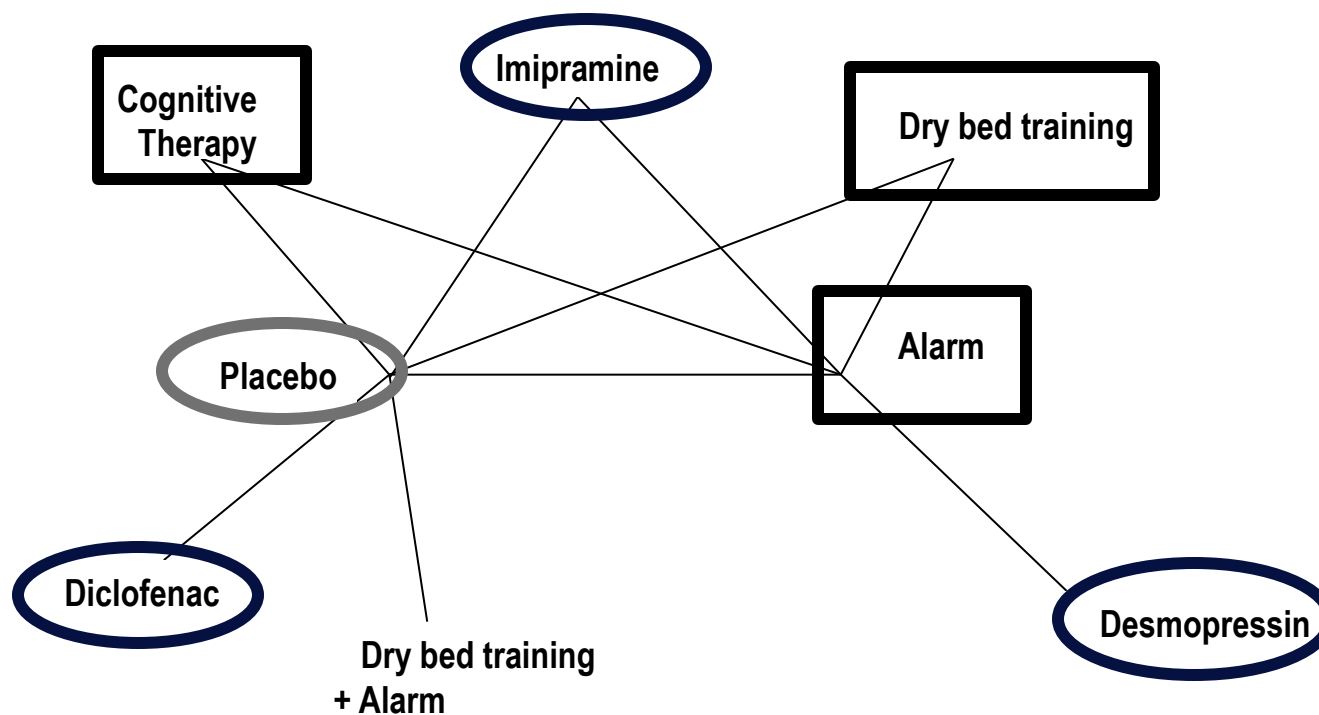 Imipramine
Cognitive
Therapy
Dry bed training
Alarm
Placebo
Diclofenac
Desmopressin
Dry bed training
+ Alarm